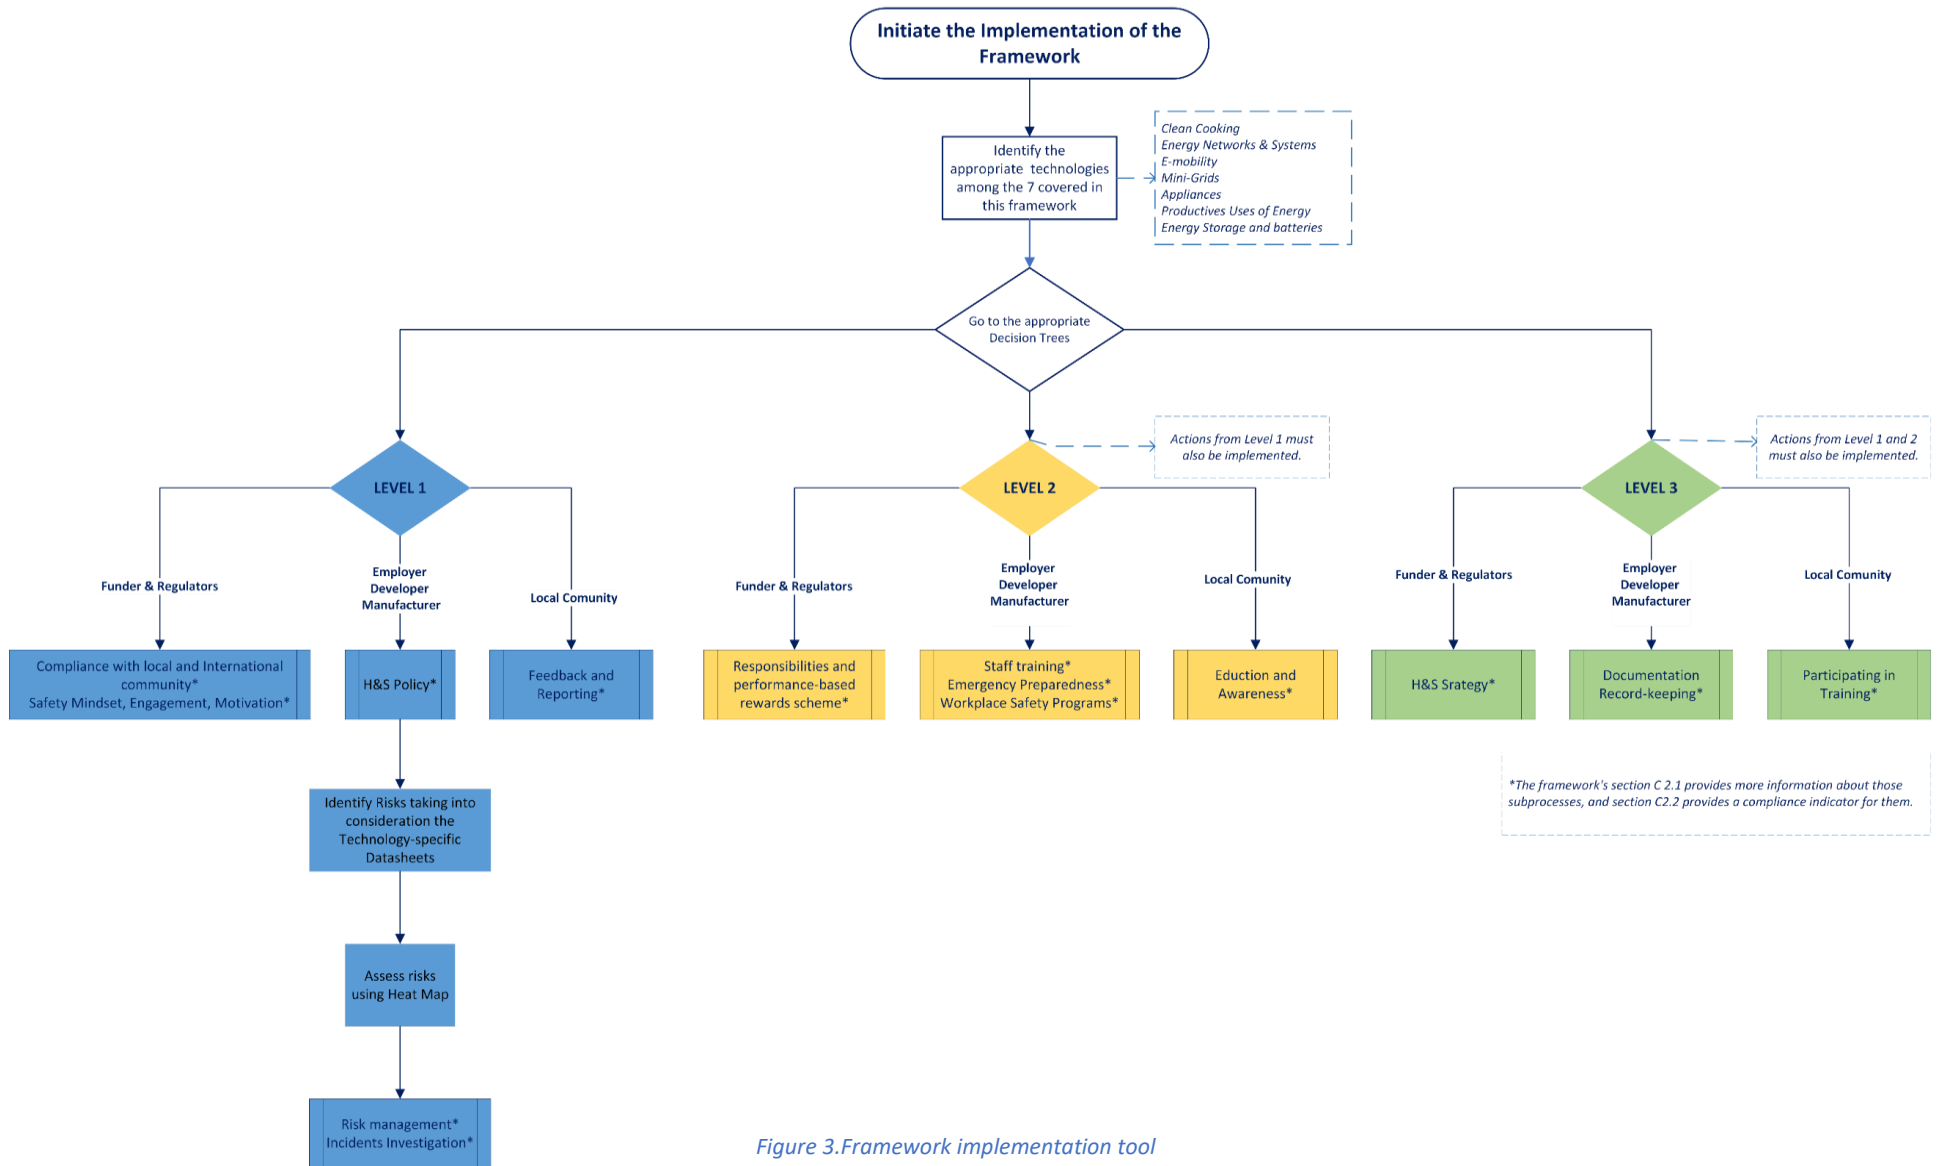 Initiate the Implementation of the
Framework
Identify the
appropriate technologies
among the 7 covered in
this framework
Clean Cooking
Energy Networks & Systems
E-mobility
Mini-Grids
Appliances
Productives Uses of Energy
Energy Storage and batteries
Go to the appropriate
Decision Trees
Actions from Level 1 must
also be implemented.
Actions from Level 1 and 2
must also be implemented.
LEVEL 1
LEVEL 2
LEVEL 3
Funder & Regulators
Employer
Developer
Manufacturer
Local Comunity
Funder & Regulators
Employer
Developer
Manufacturer
Local Comunity
Funder & Regulators
Employer
Developer
Manufacturer
Local Comunity
Compliance with local and International
community*
Safety Mindset, Engagement, Motivation*
H&S Policy*
Feedback and
Reporting*
Responsibilities and
performance-based
rewards scheme*
Staff training*
Emergency Preparedness*
Workplace Safety Programs*
Eduction and
Awareness*
H&S Srategy*
Documentation
Record-keeping*
Participating in
Training*
Identify Risks taking into
consideration the
Technology-specific
Datasheets
*The framework's section C 2.1 provides more information about those
subprocesses, and section C2.2 provides a compliance indicator for them.
Assess risks
using Heat Map
Risk management*
Incidents Investigation*
Figure 3.Framework implementation tool